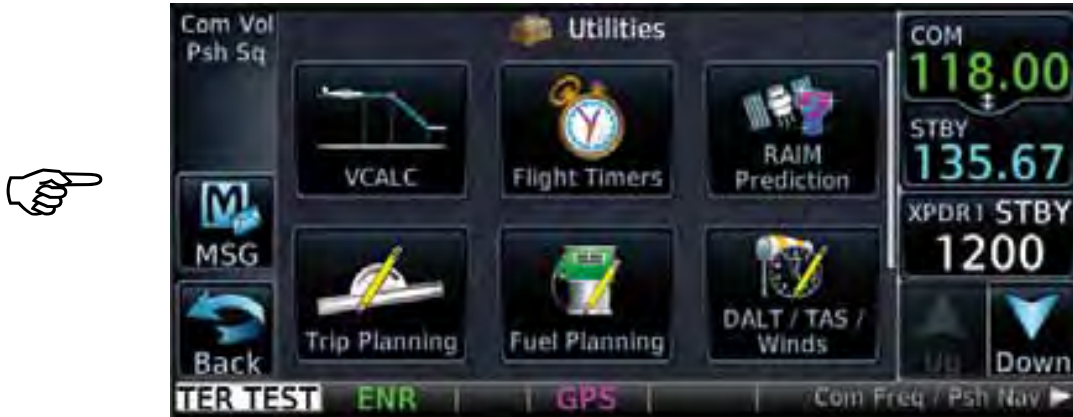 Com Vol
Psh Sq
Utilities
COM
118.00
STBY
135.67
XPDR1 STBY
1200
VCALC
Flight Timers
RAIM
Prediction
MSG
Back
Trip Planning
Fuel Planning
DALT / TAS /
Winds
Up
Down
TER TEST ENR GPS Com Freq / Psh Nav